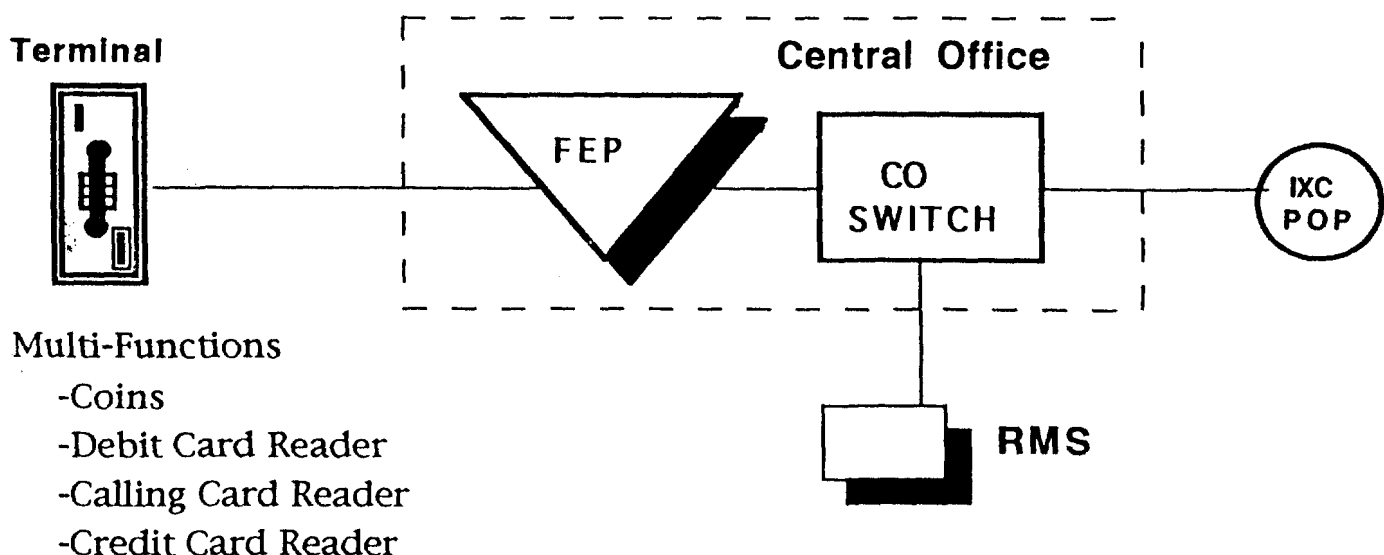 Terminal
Central Office
FEP
CO
SWITCH
IXC
POP
RMS
Multi-Functions
-Coins
-Debit Card Reader
-Calling Card Reader
-Credit Card Reader